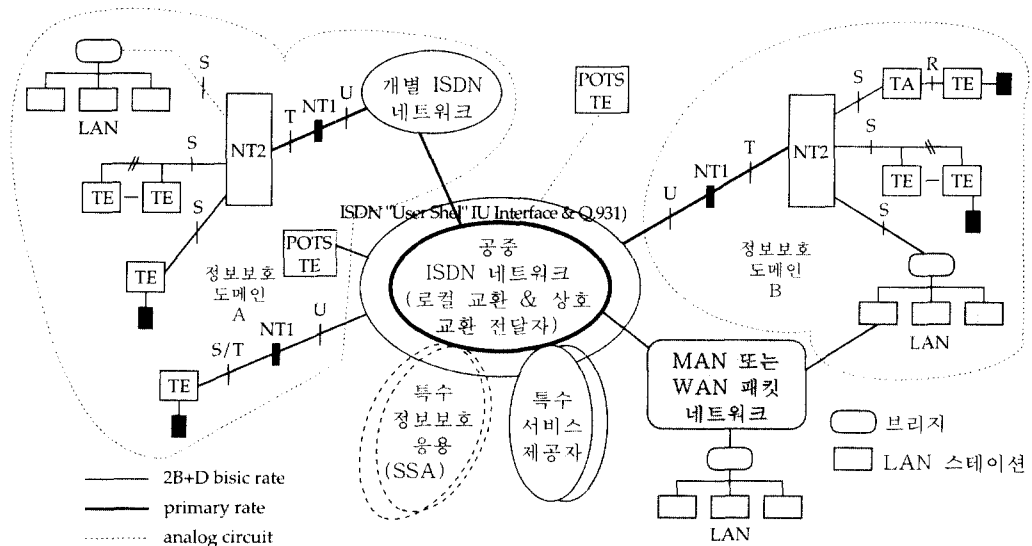 LAN
S
NT2
T
NT1
U
개별 ISDN
네트워크
S
TE
TE
S
TE
정보보호
도메인
A
POTS
TE
S/T
NT1
U
TE
POTS
TE
ISDN "User Shel" IU Interface & Q.931)
공중
ISDN 네트워크
(로컬 교환 & 상호
교환 전달자)
특수
정보보호
응용
(SSA)
특수
서비스
제공자
U
NT1
T
NT2
S
TA
R
TE
S
TE
TE
S
정보보호
도메인
B
LAN
MAN 또는
WAN 패킷
네트워크
LAN
브리지
LAN 스테이션
2B+D bisic rate
primary rate
analog circuit